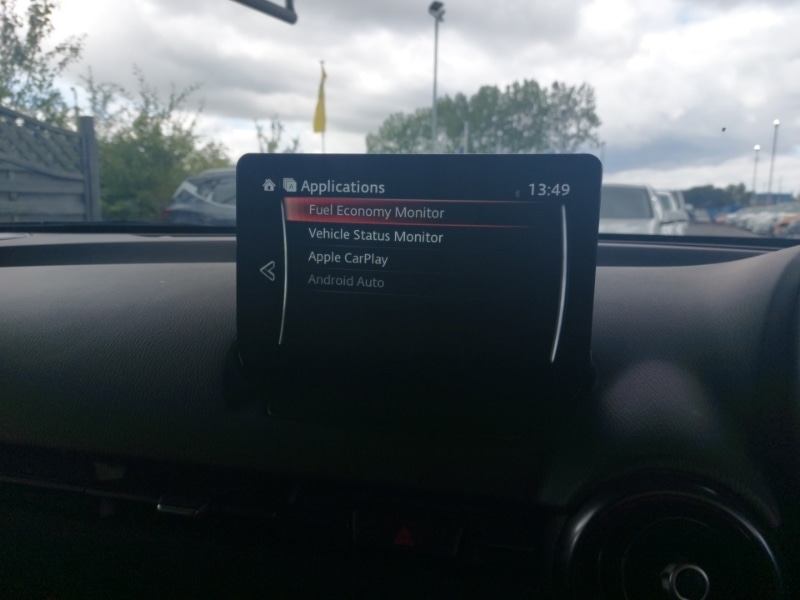 Applications
13:49
Fuel Economy Monitor
Vehicle Status Monitor
Apple CarPlay
Android Auto